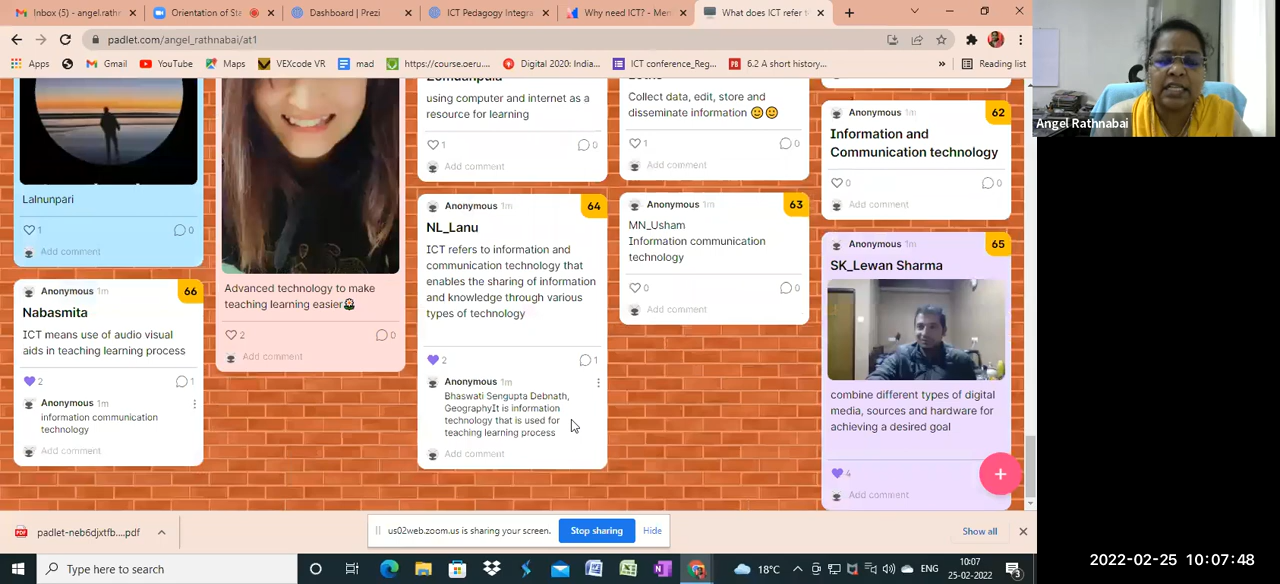 Inbox (0) - angel.rathn
Zoom Orientation of Sta
Dashboard | Prezi
ICT Pedagogy Integra
Why need ICT? - Men
What does ICT refer t
padlet.com/angel_rathnabai/at1
Apps
Gmail
YouTube
Maps
VEXcode VR
mad
https://course.oeru....
Digital 2020: India...
ICT conference_Reg...
6.2 A short history...
»
Reading list
Angel Rathnabai
Lalnunpari
1
0
Add comment
Anonymous 1m
66
Nabasmita
ICT means use of audio visual
aids in teaching learning process
2
1
Anonymous 1m
information communication
technology
Add comment
Advanced technology to make
teaching learning easier
2
0
Add comment
using computer and internet as a
resource for learning
1
0
Add comment
Anonymous 1m
64
NL_Lanu
ICT refers to information and
communication technology that
enables the sharing of information
and knowledge through various
types of technology
2
1
Anonymous 1m
Bhaswati Sengupta Debnath,
GeographyIt is information
technology that is used for
teaching learning process
Add comment
Collect data, edit, store and
disseminate information
1
0
Add comment
Anonymous 1m
63
MN_Usham
Information communication
technology
0
0
Add comment
Anonymous 1m
62
Information and
Communication technology
0
0
Add comment
Anonymous 1m
65
SK_Lewan Sharma
combine different types of digital
media, sources and hardware for
achieving a desired goal
4
Add comment
padlet-neb6djxtfb....pdf
us02web.zoom.us is sharing your screen.
Stop sharing
Hide
Show all
Type here to search
18°C
ENG
10:07
25-02-2022
3
2022-02-25 10:07:48